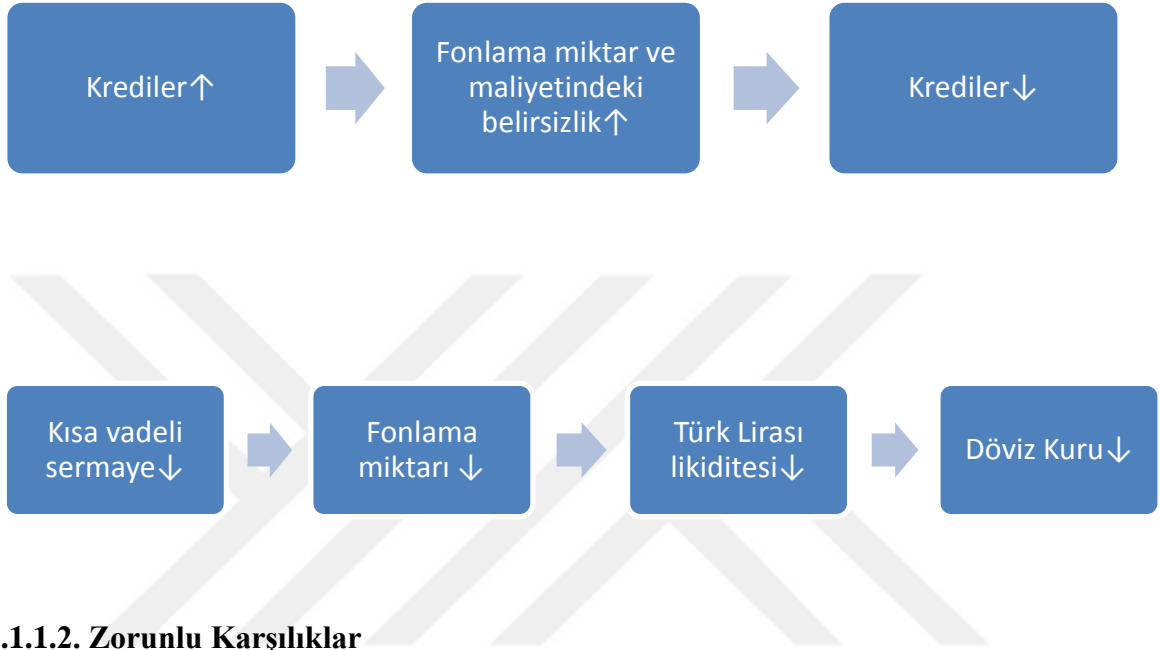 Krediler↑
Fonlama miktar ve
maliyetindeki
belirsizlik↑
Krediler↓
Kısa vadeli
sermaye↓
Fonlama
miktarı ↓
Türk Lirası
likiditesi↓
Döviz Kuru↓
.1.1.2. Zorunlu Karşılıklar